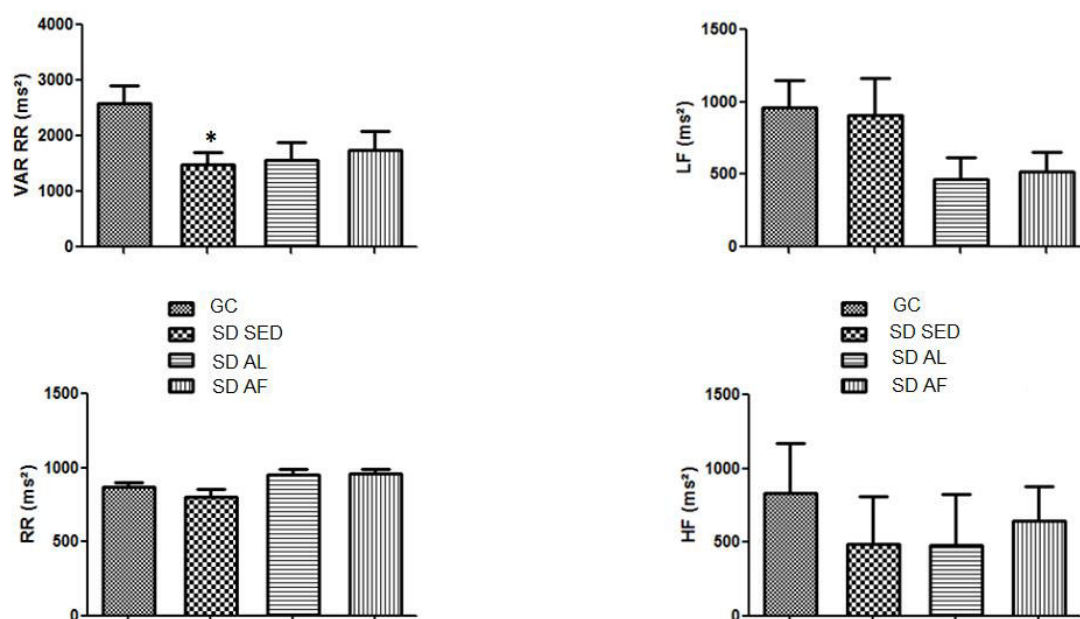 VAR RR (ms²)
4000
3000
2000
1000
0
*
LF (ms²)
1500
1000
500
0
GC
SD SED
SD AL
SD AF
GC
SD SED
SD AL
SD AF
RR (ms²)
1500
1000
500
0
HF (ms²)
1500
1000
500
0